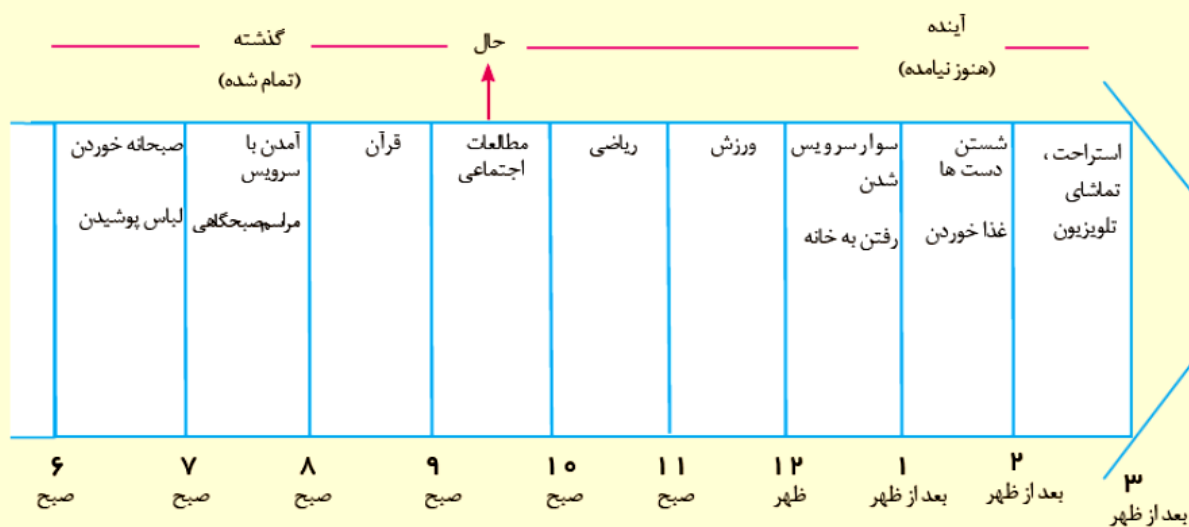 گذشته
(تمام شده)
حال
آینده
(هنوز نیامده)
صبحانه خوردن
لباس پوشیدن
آمدن با
سرویس
مراسم صبحگاهی
قرآن
مطالعات
اجتماعی
ریاضی
ورزش
سوار سرویس
شدن
رفتن به خانه
شستن
دست ها
غذا خوردن
استراحت ،
تماشای
تلویزیون
۶
صبح
۷
صبح
۸
صبح
۹
صبح
۱۰
صبح
۱۱
صبح
۱۲
ظهر
۱
بعد از ظهر
۲
بعد از ظهر
۳
بعد از ظهر